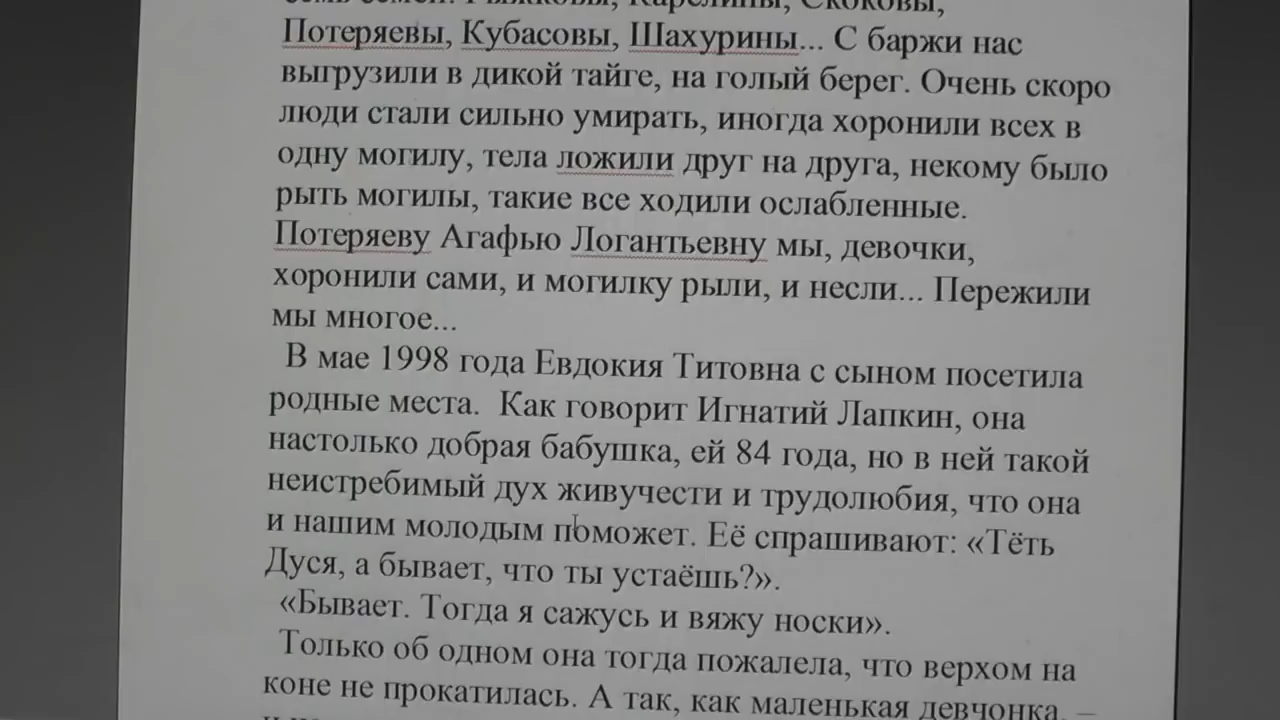 Потеряевы, Кубасовы, Шахурины... С баржи нас
выгрузили в дикой тайге, на голый берег. Очень скоро
люди стали сильно умирать, иногда хоронили всех в
одну могилу, тела ложили друг на друга, некому было
рыть могилы, такие все ходили ослабленные.
Потеряеву Агафью Логантьевну мы, девочки,
хоронили сами, и могилку рыли, и несли... Пережили
мы многое...
В мае 1998 года Евдокия Титовна с сыном посетила
родные места. Как говорит Игнатий Лапкин, она
настолько добрая бабушка, ей 84 года, но в ней такой
неистребимый дух живучести и трудолюбия, что она
и нашим молодым поможет. Её спрашивают: «Тёть
Дуся, а бывает, что ты устаёшь?».
«Бывает. Тогда я сажусь и вяжу носки».
Только об одном она тогда пожалела, что верхом на
коне не прокатилась. А так, как маленькая девчонка, –